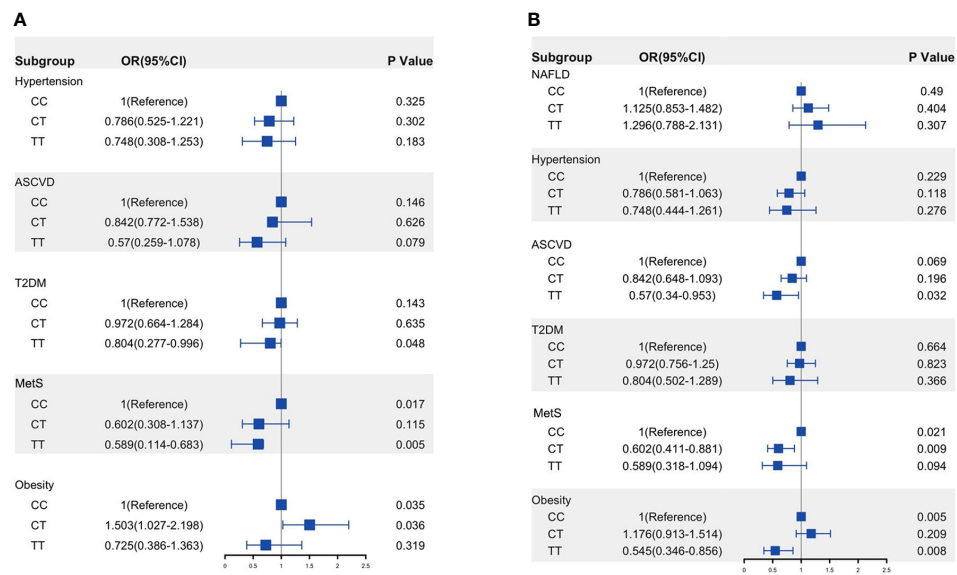 A
Subgroup OR(95%CI) P Value
Hypertension
CC 1(Reference) 0.325
CT 0.786(0.525-1.221) 0.302
TT 0.748(0.308-1.253) 0.183
ASCVD
CC 1(Reference) 0.146
CT 0.842(0.772-1.538) 0.626
TT 0.57(0.259-1.078) 0.079
T2DM
CC 1(Reference) 0.143
CT 0.972(0.664-1.284) 0.635
TT 0.804(0.277-0.996) 0.048
MetS
CC 1(Reference) 0.017
CT 0.602(0.308-1.137) 0.115
TT 0.589(0.114-0.683) 0.005
Obesity
CC 1(Reference) 0.035
CT 1.503(1.027-2.198) 0.036
TT 0.725(0.386-1.363) 0.319
0 0.5 1 1.5 2 2.5
B
Subgroup OR(95%CI) P Value
NAFLD
CC 1(Reference) 0.49
CT 1.125(0.853-1.482) 0.404
TT 1.296(0.788-2.131) 0.307
Hypertension
CC 1(Reference) 0.229
CT 0.786(0.581-1.063) 0.118
TT 0.748(0.444-1.261) 0.276
ASCVD
CC 1(Reference) 0.069
CT 0.842(0.648-1.093) 0.196
TT 0.57(0.34-0.953) 0.032
T2DM
CC 1(Reference) 0.664
CT 0.972(0.756-1.25) 0.823
TT 0.804(0.502-1.289) 0.366
MetS
CC 1(Reference) 0.021
CT 0.602(0.411-0.881) 0.009
TT 0.589(0.318-1.094) 0.094
Obesity
CC 1(Reference) 0.005
CT 1.176(0.913-1.514) 0.209
TT 0.545(0.346-0.856) 0.008
0 0.5 1 1.5 2 2.5